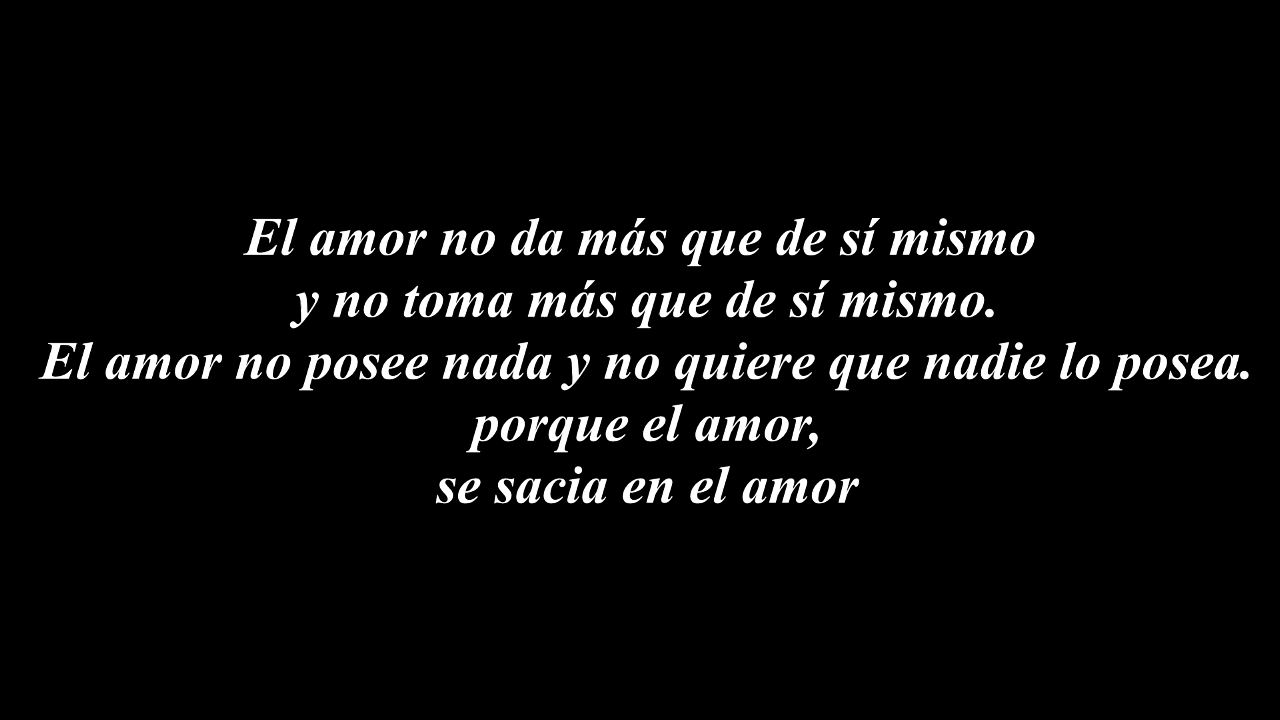 El amor no da más que de sí mismo
y no toma más que de sí mismo.
El amor no posee nada y no quiere que nadie lo posea.
porque el amor,
se sacia en el amor